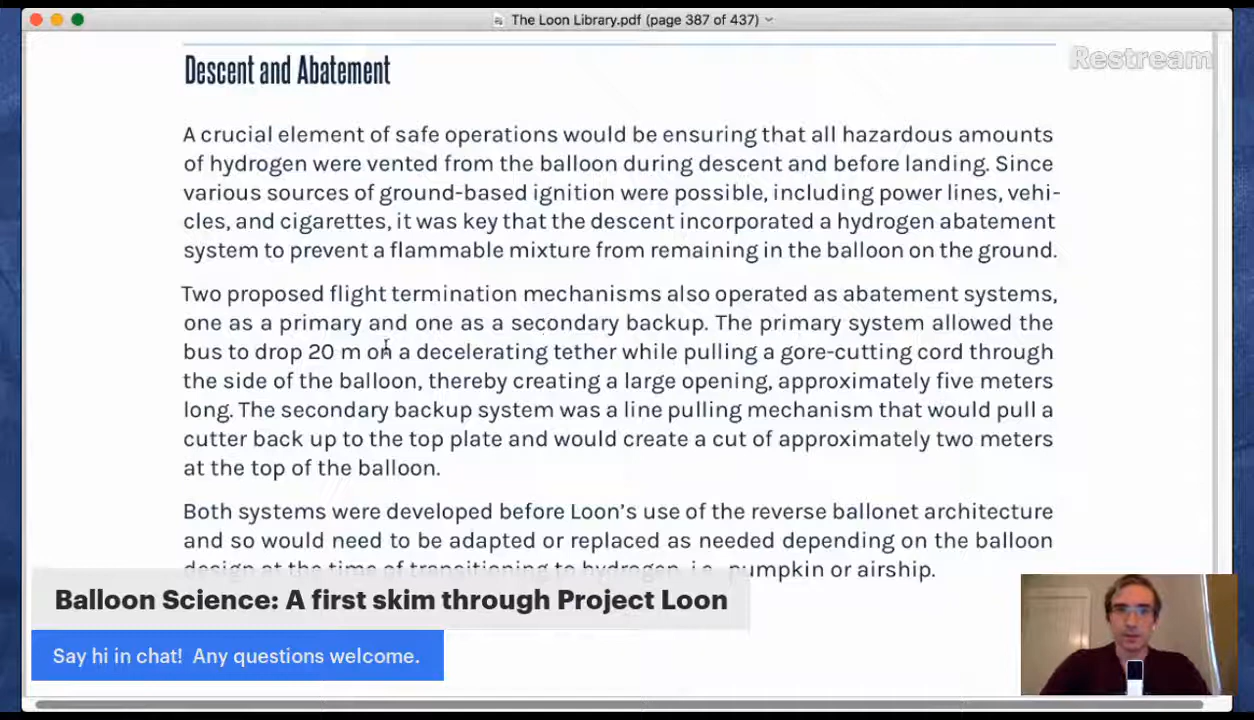 The Loon Library.pdf (page 387 of 437)
Restream
Descent and Abatement
A crucial element of safe operations would be ensuring that all hazardous amounts
of hydrogen were vented from the balloon during descent and before landing. Since
various sources of ground-based ignition were possible, including power lines, vehi-
cles, and cigarettes, it was key that the descent incorporated a hydrogen abatement
system to prevent a flammable mixture from remaining in the balloon on the ground.
Two proposed flight termination mechanisms also operated as abatement systems,
one as a primary and one as a secondary backup. The primary system allowed the
bus to drop 20 m on a decelerating tether while pulling a gore-cutting cord through
the side of the balloon, thereby creating a large opening, approximately five meters
long. The secondary backup system was a line pulling mechanism that would pull a
cutter back up to the top plate and would create a cut of approximately two meters
at the top of the balloon.
Both systems were developed before Loon's use of the reverse ballonet architecture
and so would need to be adapted or replaced as needed depending on the balloon
design at the time of transitioning to hydrogen, i.e. pumpkin or airship.
Balloon Science: A first skim through Project Loon
Say hi in chat! Any questions welcome.